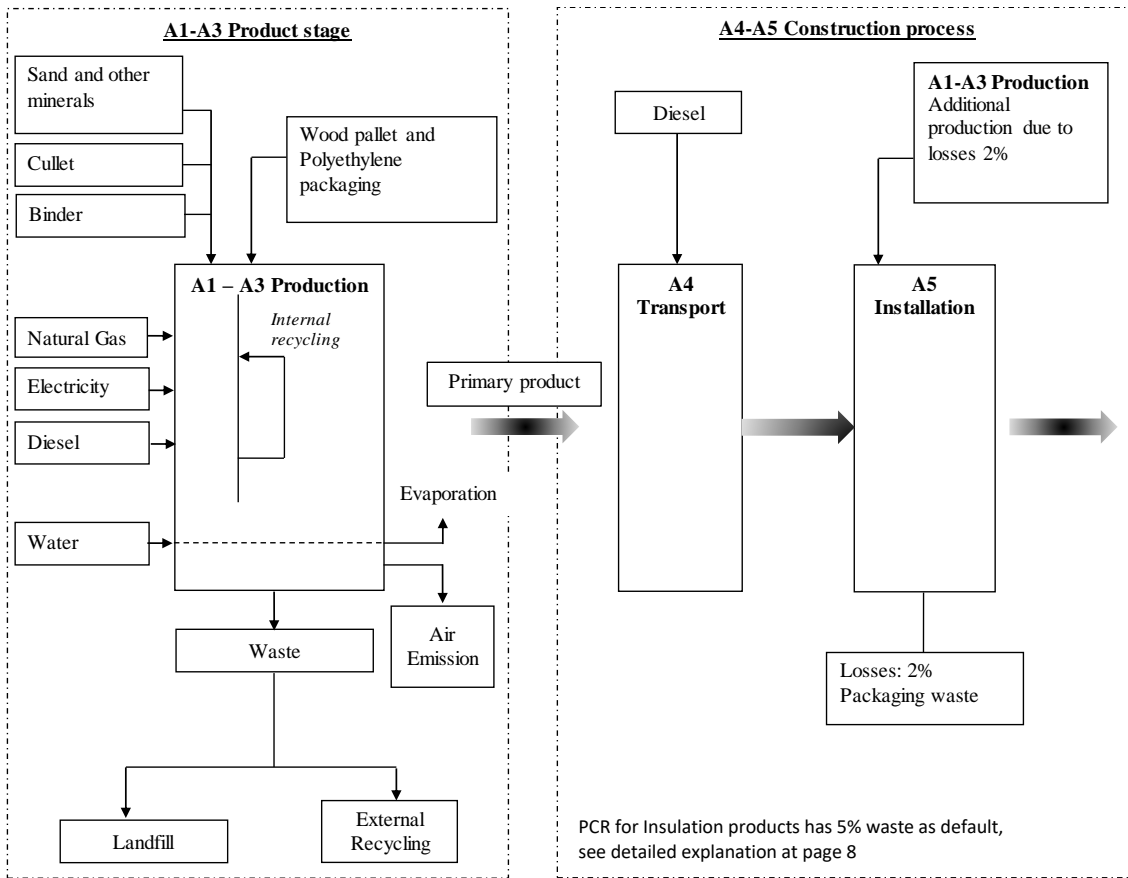 A1-A3 Product stage
Sand and other
minerals
Cullet
Binder
Wood pallet and
Polyethylene
packaging
A1 – A3 Production
Internal
recycling
Natural Gas
Electricity
Diesel
Water
Evaporation
Air
Emission
Waste
Landfill
External
Recycling
Primary product
A4-A5 Construction process
Diesel
A1-A3 Production
Additional
production due to
losses 2%
A4
Transport
A5
Installation
Losses: 2%
Packaging waste
PCR for Insulation products has 5% waste as default,
see detailed explanation at page 8